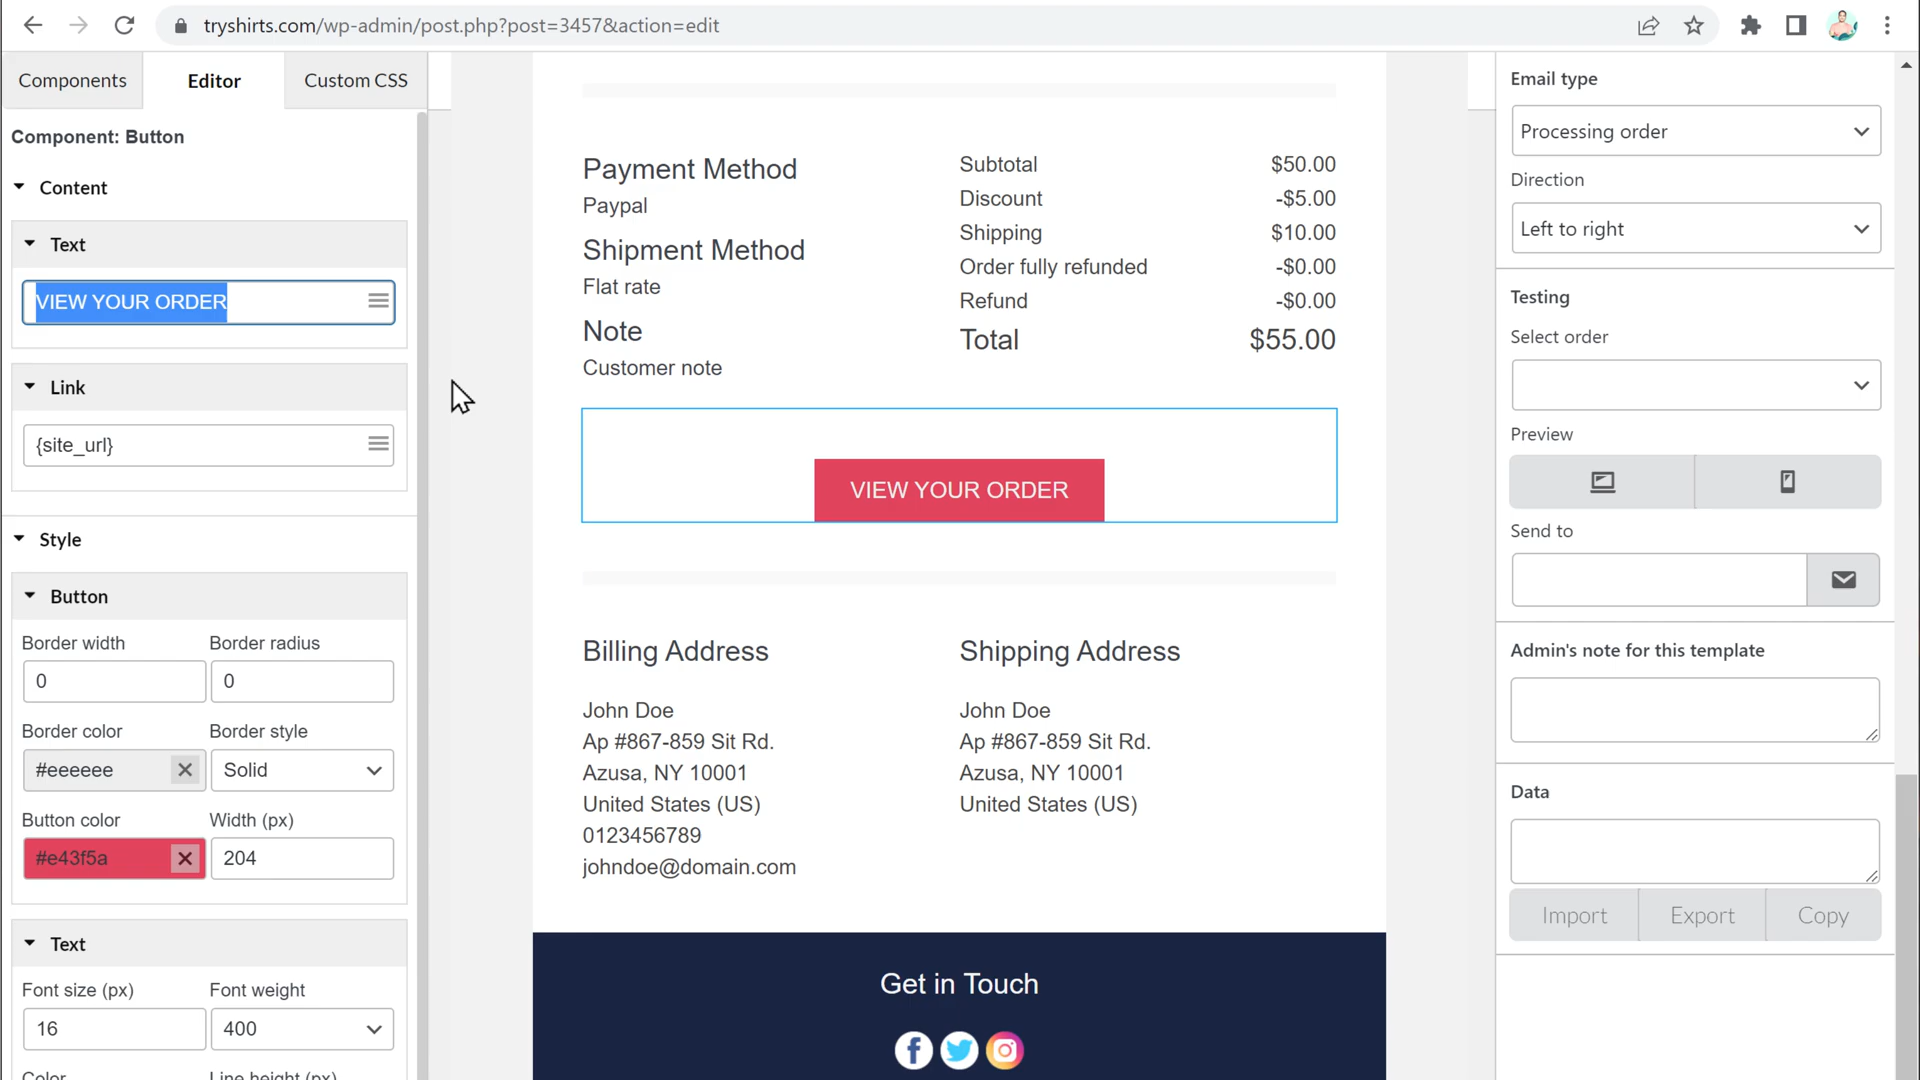 tryshirts.com/wp-admin/post.php?post=3457&action=edit
Components
Editor
Custom CSS
Component: Button
Content
Text
VIEW YOUR ORDER
Link
{site_url}
Style
Button
Border width
Border radius
0
0
Border color
Border style
#eeeeee
Solid
Button color
Width (px)
#e43f5a
204
Text
Font size (px)
Font weight
16
400
Color
Line height (px)
Payment Method
Paypal
Shipment Method
Flat rate
Note
Customer note
Subtotal $50.00
Discount -$5.00
Shipping $10.00
Order fully refunded -$0.00
Refund -$0.00
Total $55.00
VIEW YOUR ORDER
Billing Address
John Doe
Ap #867-859 Sit Rd.
Azusa, NY 10001
United States (US)
0123456789
johndoe@domain.com
Shipping Address
John Doe
Ap #867-859 Sit Rd.
Azusa, NY 10001
United States (US)
Get in Touch
Email type
Processing order
Direction
Left to right
Testing
Select order
Preview
Send to
Admin's note for this template
Data
Import
Export
Copy